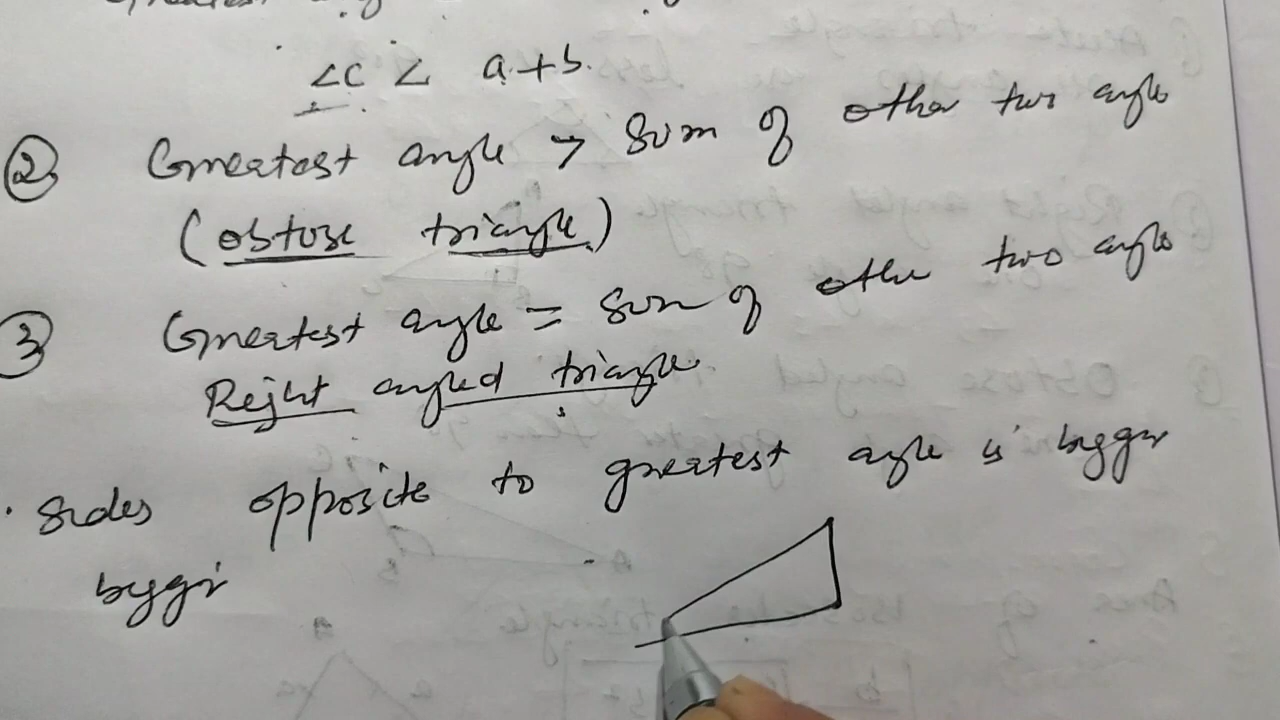 ∠C < a+b.
② Greatest angle > Sum of other two angle
(obtose triangle)
③ Greatest angle = Sum of other two angle
Right angled triangle
. Sides opposite to greatest angle is bigger
bigger